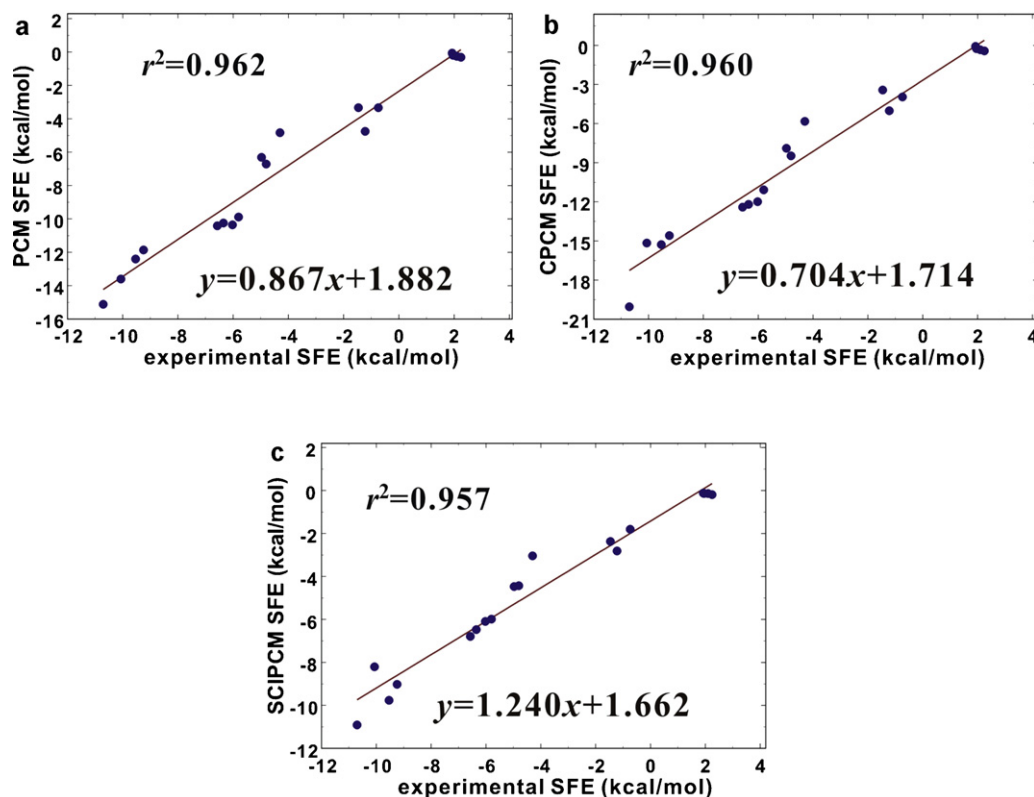 a
r²=0.962
y=0.867x+1.882
PCM SFE (kcal/mol)
2
0
-2
-4
-6
-8
-10
-12
-14
-16
-12 -10 -8 -6 -4 -2 0 2 4
experimental SFE (kcal/mol)
b
r²=0.960
y=0.704x+1.714
CPCM SFE (kcal/mol)
0
-3
-6
-9
-12
-15
-18
-21
-12 -10 -8 -6 -4 -2 0 2 4
experimental SFE (kcal/mol)
c
r²=0.957
y=1.240x+1.662
SCIPCM SFE (kcal/mol)
2
0
-2
-4
-6
-8
-10
-12
-12 -10 -8 -6 -4 -2 0 2 4
experimental SFE (kcal/mol)